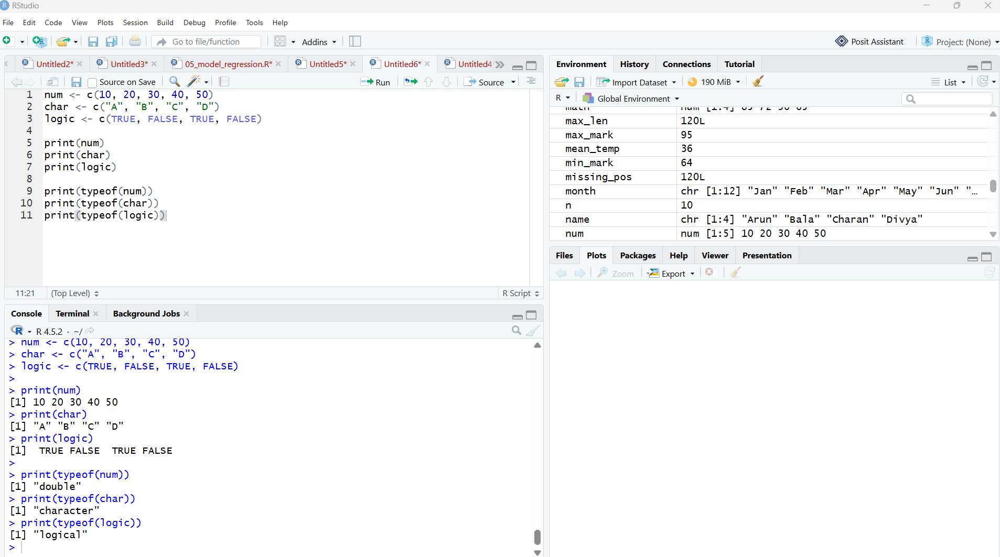 RStudio
File Edit Code View Plots Session Build Debug Profile Tools Help
Go to file/function Addins Posit Assistant Project: (None)
Untitled2* Untitled3* 05_model_regression.R* Untitled5* Untitled6* Untitled4
Source on Save Run Source
1 num <- c(10, 20, 30, 40, 50)
2 char <- c("A", "B", "C", "D")
3 logic <- c(TRUE, FALSE, TRUE, FALSE)
4
5 print(num)
6 print(char)
7 print(logic)
8
9 print(typeof(num))
10 print(typeof(char))
11 print(typeof(logic))
11:21 (Top Level) R Script
Console Terminal Background Jobs
R 4.5.2 · ~/
> num <- c(10, 20, 30, 40, 50)
> char <- c("A", "B", "C", "D")
> logic <- c(TRUE, FALSE, TRUE, FALSE)
>
> print(num)
[1] 10 20 30 40 50
> print(char)
[1] "A" "B" "C" "D"
> print(logic)
[1]  TRUE FALSE  TRUE FALSE
>
> print(typeof(num))
[1] "double"
> print(typeof(char))
[1] "character"
> print(typeof(logic))
[1] "logical"
>
Environment History Connections Tutorial
Import Dataset 190 MiB List
R Global Environment
max_len 120L
max_mark 95
mean_temp 36
min_mark 64
missing_pos 120L
month chr [1:12] "Jan" "Feb" "Mar" "Apr" "May" "Jun" "…
n 10
name chr [1:4] "Arun" "Bala" "Charan" "Divya"
num num [1:5] 10 20 30 40 50
Files Plots Packages Help Viewer Presentation
Zoom Export